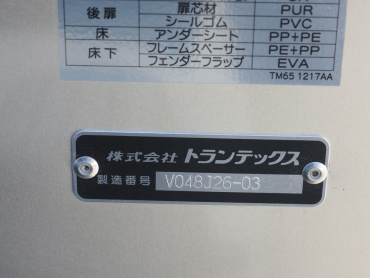 後扉 扉芯材 PUR
シールゴム PVC
床 アンダーシート PP+PE
床下 フレームスペーサー PE+PP
フェンダーフラップ EVA
TM65 1217AA
株式会社 トランテックス
製造番号 V048J26-03